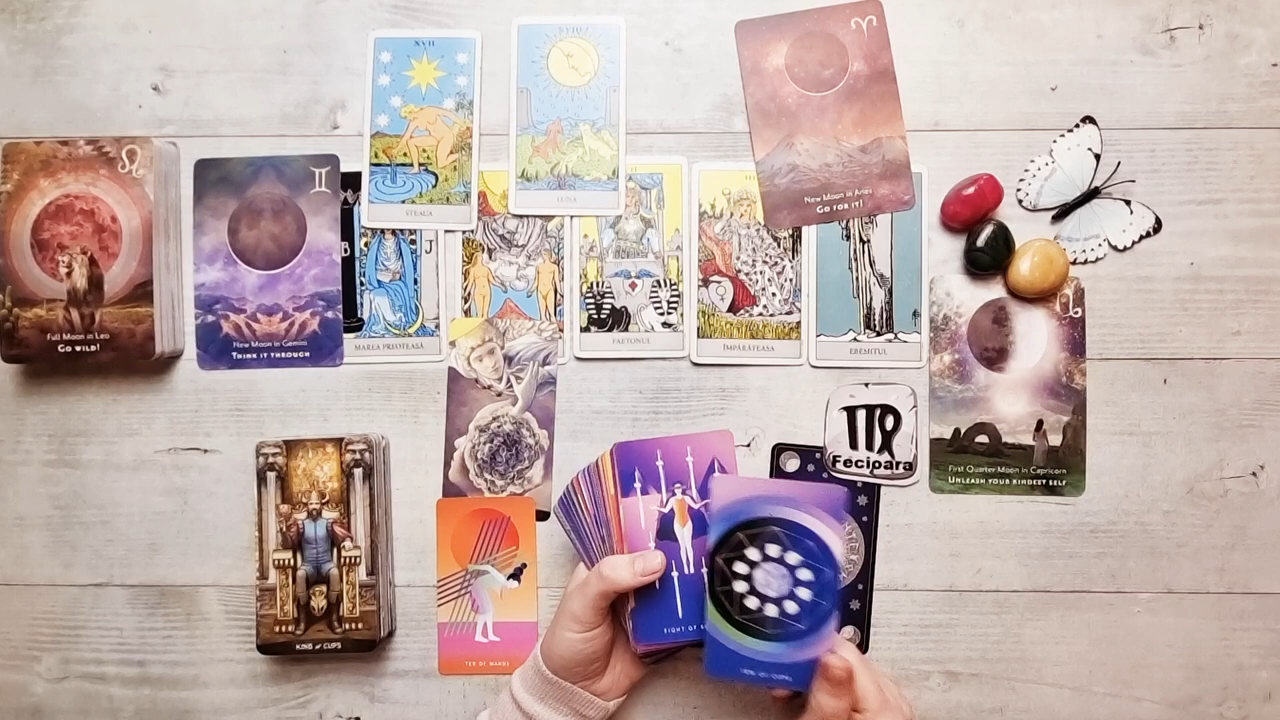 XVII
STEAUA
LUNA
New Moon in Aries
GO FOR IT!
Full Moon in Leo
GO WILD!
New Moon in Gemini
THINK IT THROUGH
B
J
MAREA PREOTEASĂ
FAETONUL
ÎMPĂRĂTEASA
EREMITUL
Fecioara
First Quarter Moon in Capricorn
UNLEASH YOUR KINDEST SELF
KING of CUPS
TEN OF WANDS
EIGHT OF